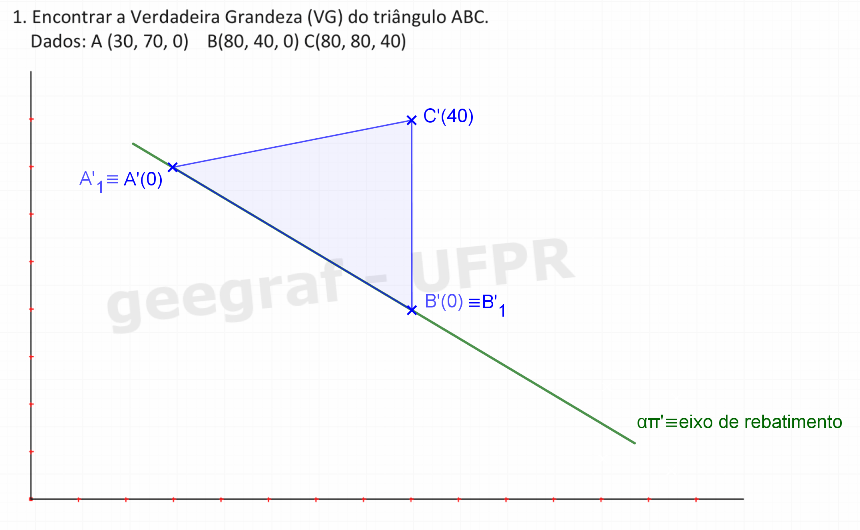 1. Encontrar a Verdadeira Grandeza (VG) do triângulo ABC.
Dados: A (30, 70, 0) B(80, 40, 0) C(80, 80, 40)
C'(40)
A'₁≡ A'(0)
geegraf - UFPR
B'(0) ≡B'₁
απ'≡eixo de rebatimento